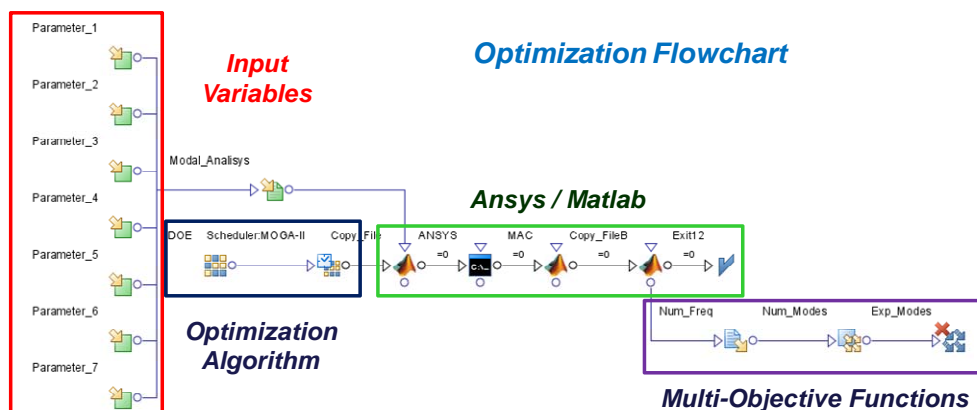 Parameter_1
Parameter_2
Parameter_3
Parameter_4
Parameter_5
Parameter_6
Parameter_7
Input
Variables
Optimization Flowchart
Modal_Analisys
Ansys / Matlab
DOE
Scheduler:MOGA-II
Copy_File
ANSYS
MAC
Copy_FileB
Exit12
=0
=0
=0
=0
C:\_
Optimization
Algorithm
Num_Freq
Num_Modes
Exp_Modes
Multi-Objective Functions